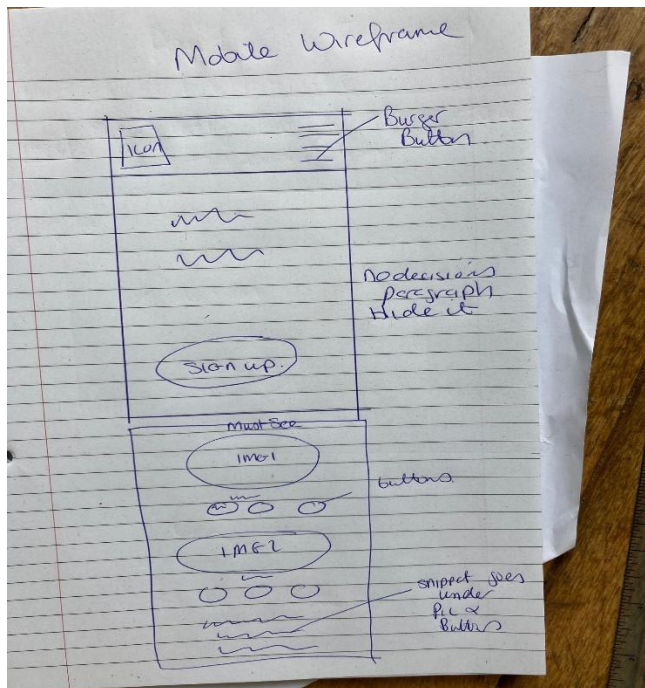 Mobile Wireframe
Icon
Burger
Button
no decisions
paragraph
Hide it
Sign up.
Must See
IMG1
buttons
IMG2
snippet goes
under
Pic &
Buttons